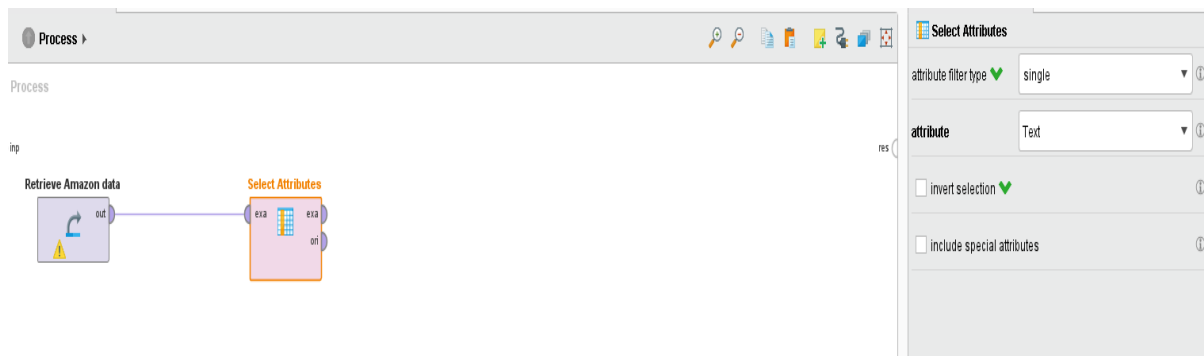 Process
Process
inp
res
Retrieve Amazon data
out
Select Attributes
exa
exa
ori
Select Attributes
attribute filter type
single
attribute
Text
invert selection
include special attributes